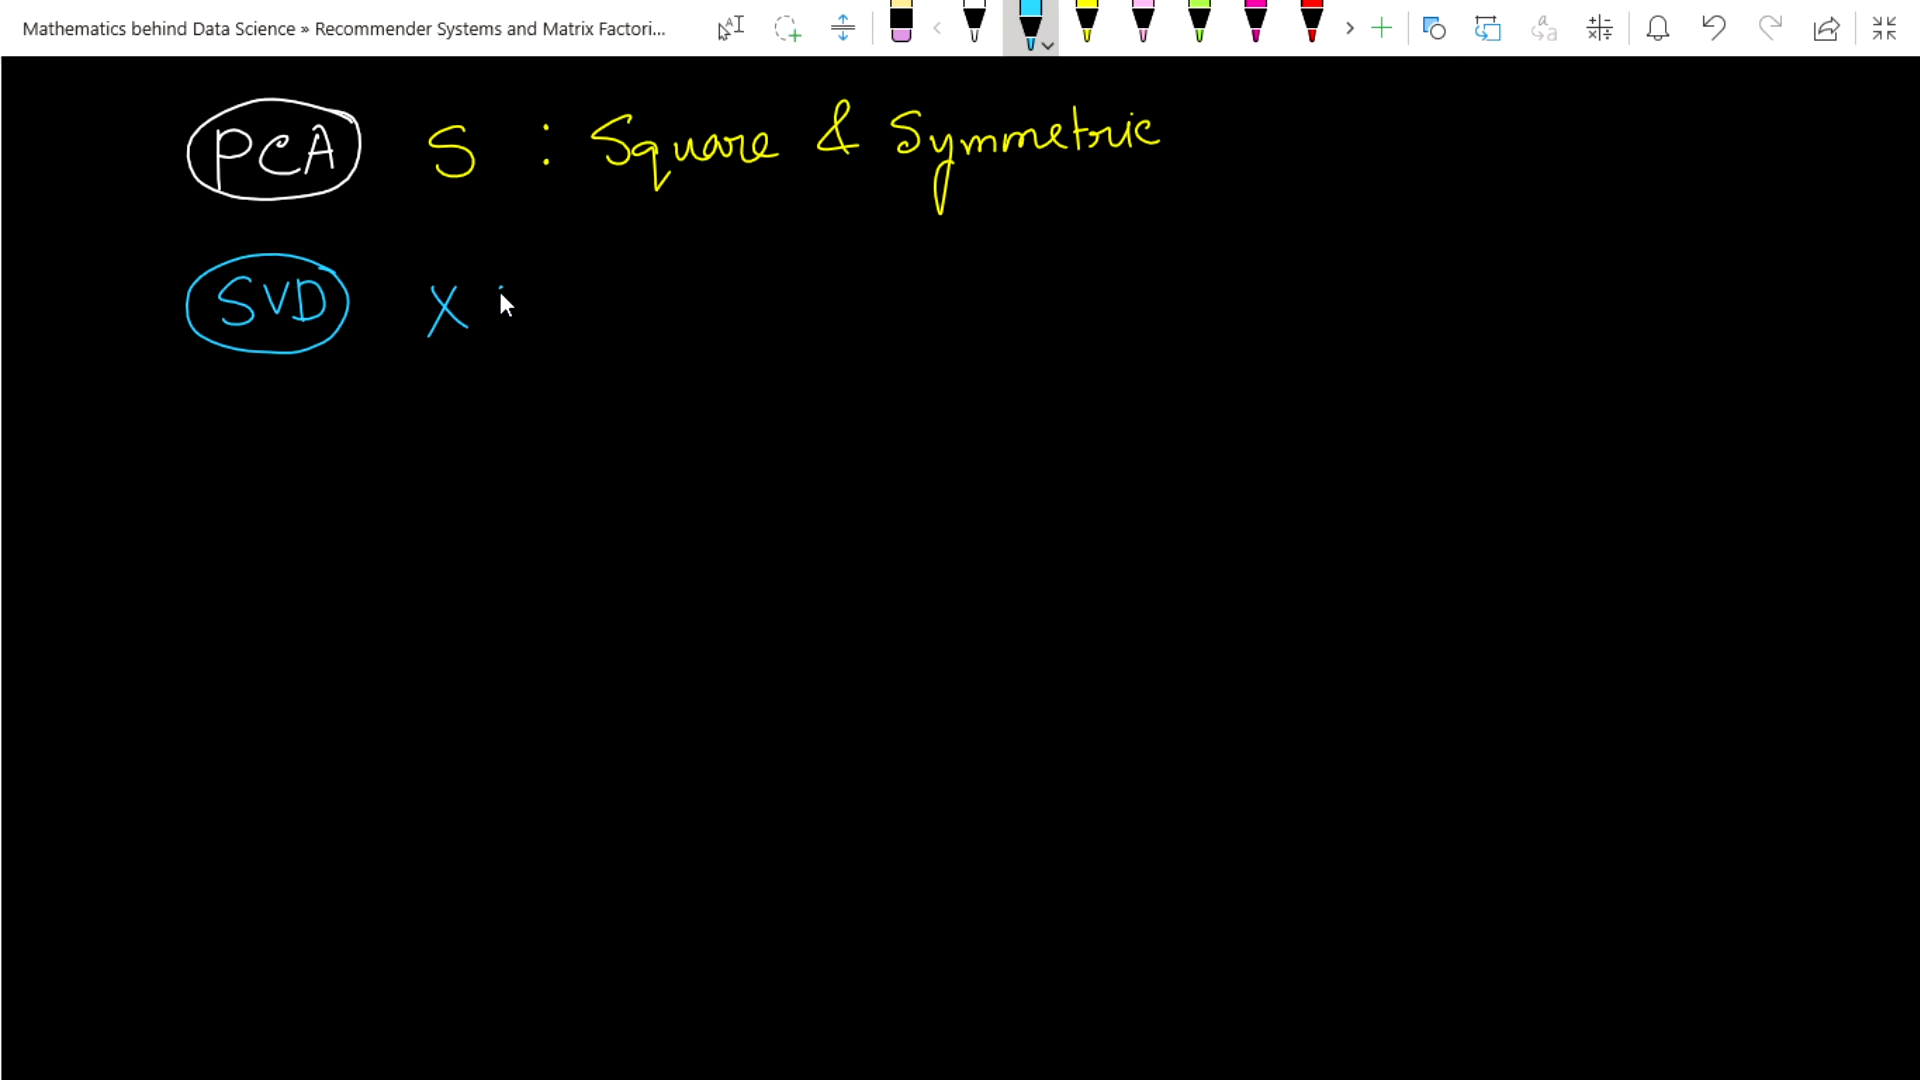 Mathematics behind Data Science » Recommender Systems and Matrix Factori...
PCA S : Square & Symmetric
SVD X